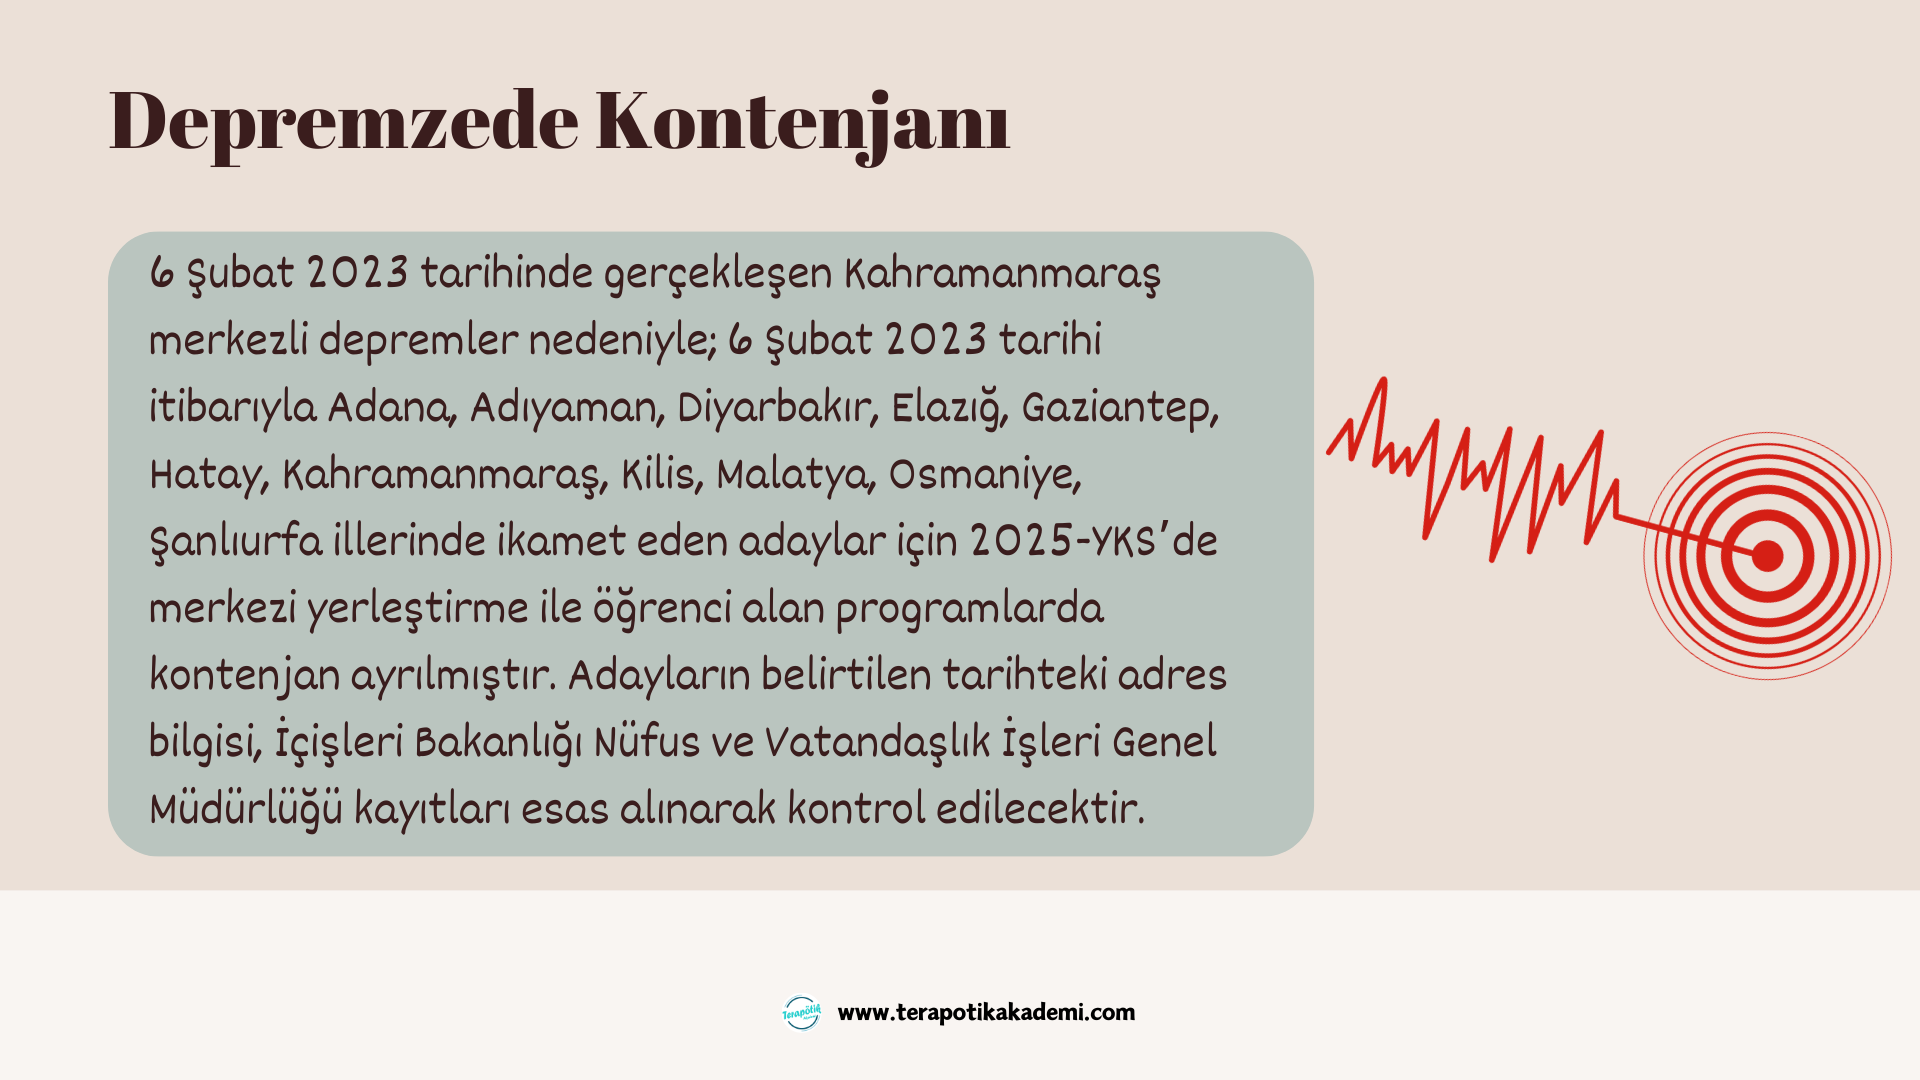 Depremzede Kontenjanı
6 Şubat 2023 tarihinde gerçekleşen Kahramanmaraş
merkezli depremler nedeniyle; 6 Şubat 2023 tarihi
itibarıyla Adana, Adıyaman, Diyarbakır, Elazığ, Gaziantep,
Hatay, Kahramanmaraş, Kilis, Malatya, Osmaniye,
Şanlıurfa illerinde ikamet eden adaylar için 2025-YKS’de
merkezi yerleştirme ile öğrenci alan programlarda
kontenjan ayrılmıştır. Adayların belirtilen tarihteki adres
bilgisi, İçişleri Bakanlığı Nüfus ve Vatandaşlık İşleri Genel
Müdürlüğü kayıtları esas alınarak kontrol edilecektir.
Terapötik
www.terapotikakademi.com